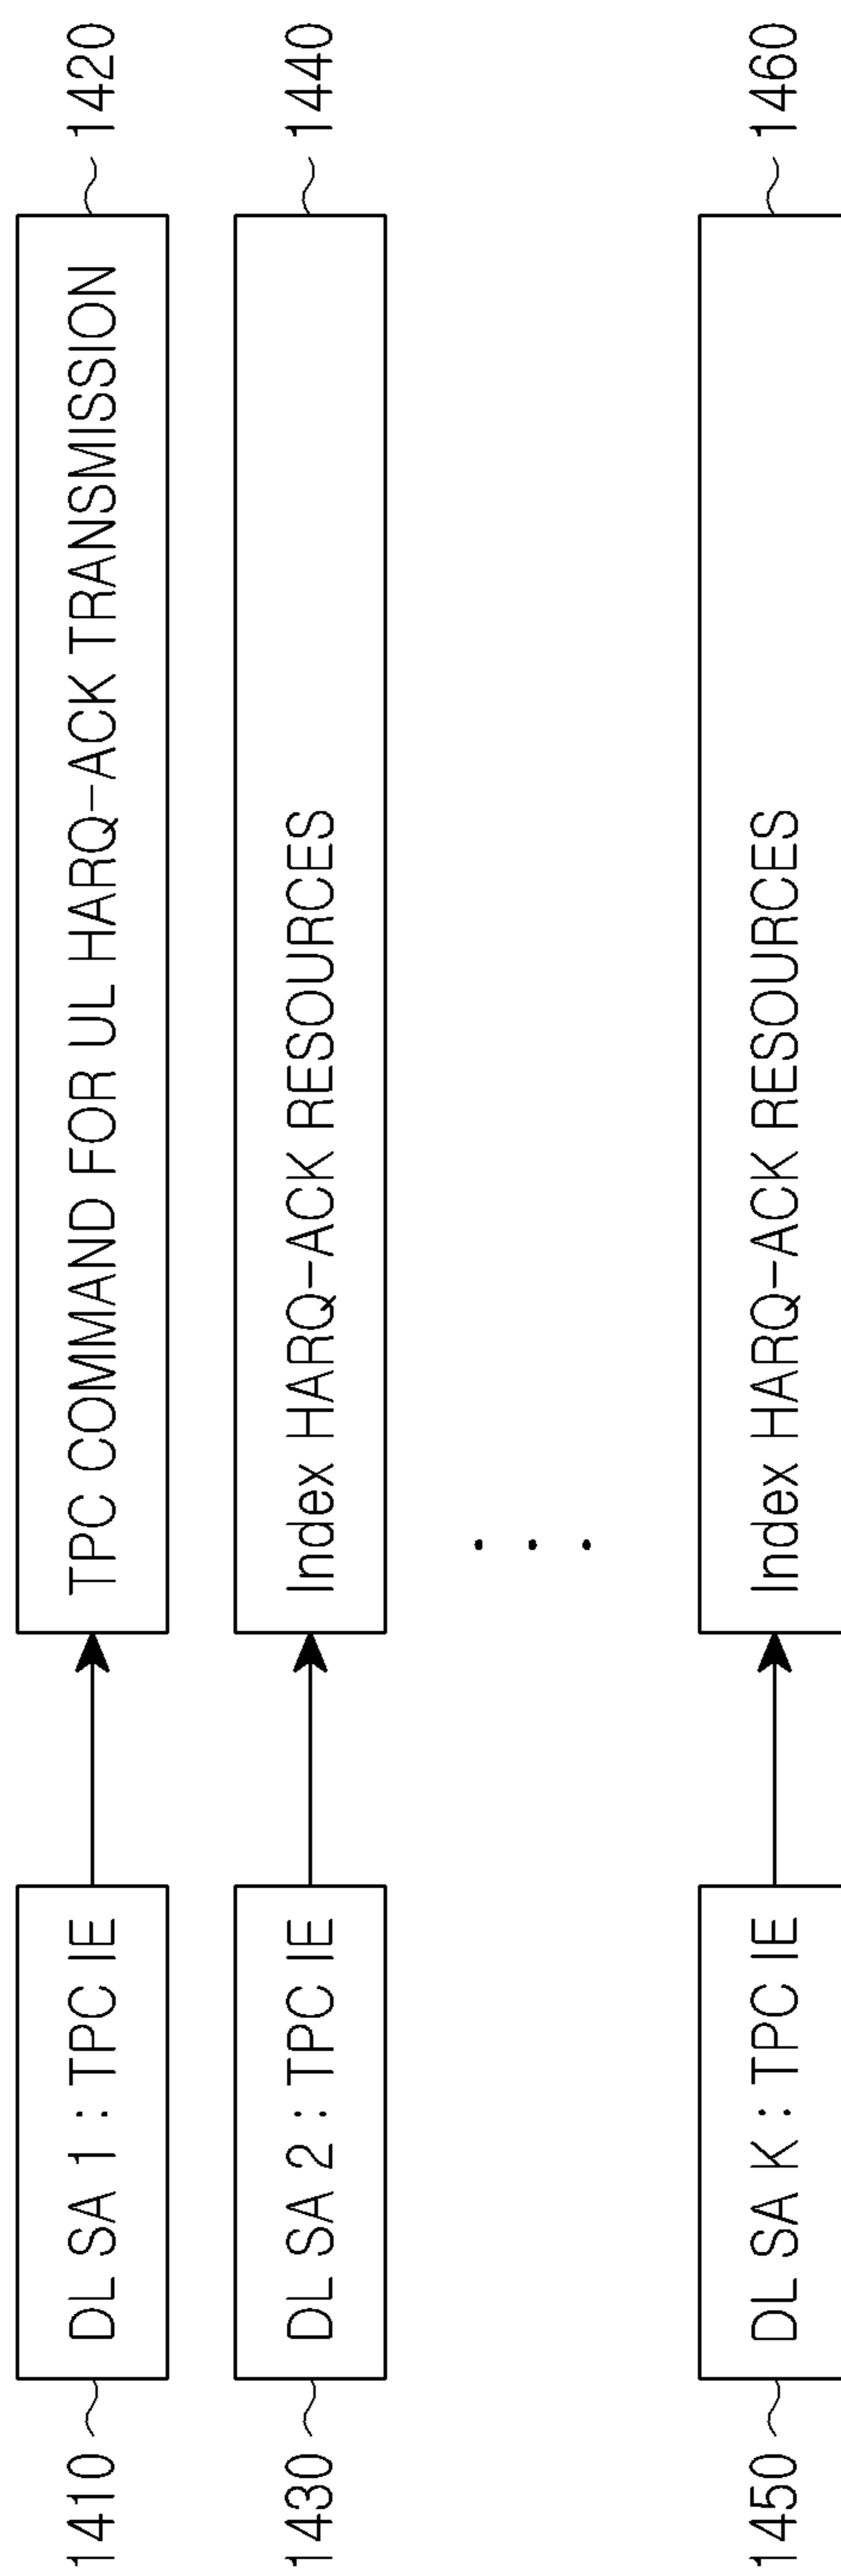 1410 DL SA 1 : TPC IE TPC COMMAND FOR UL HARQ-ACK TRANSMISSION 1420
1430 DL SA 2 : TPC IE Index HARQ-ACK RESOURCES 1440
1450 DL SA K : TPC IE Index HARQ-ACK RESOURCES 1460